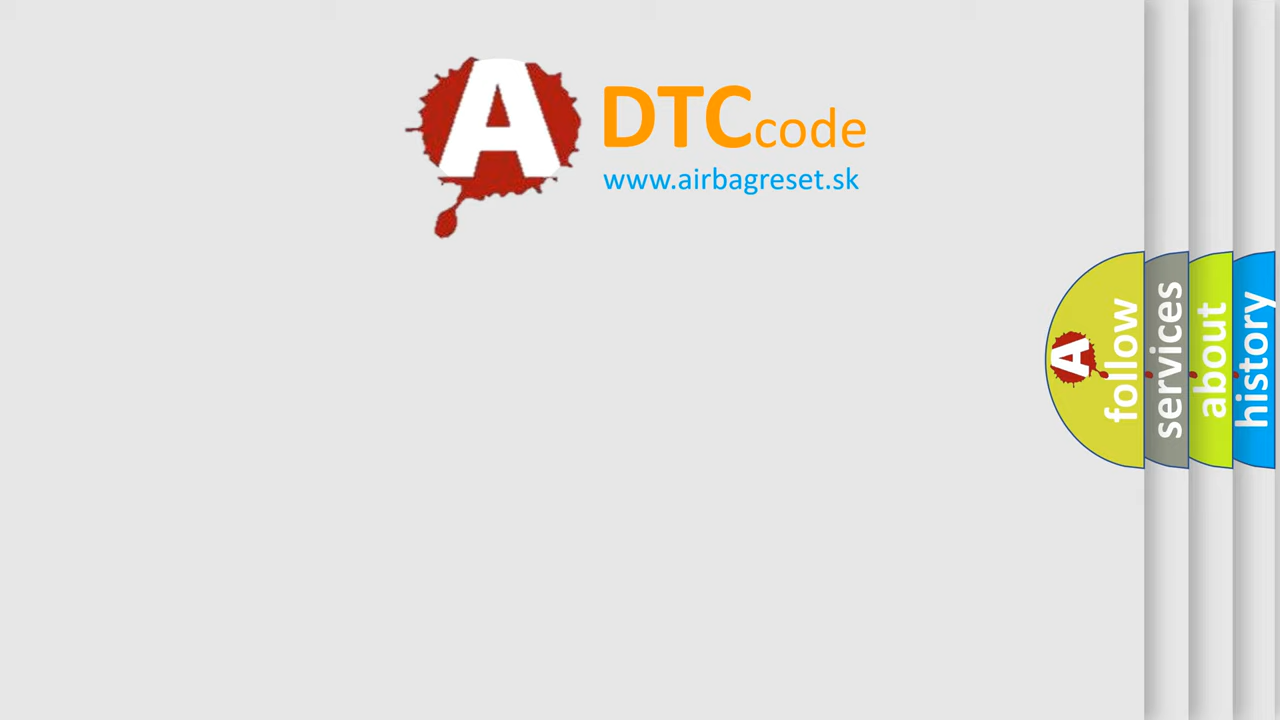 A
DTCcode
www.airbagreset.sk
A
follow
services
about
history